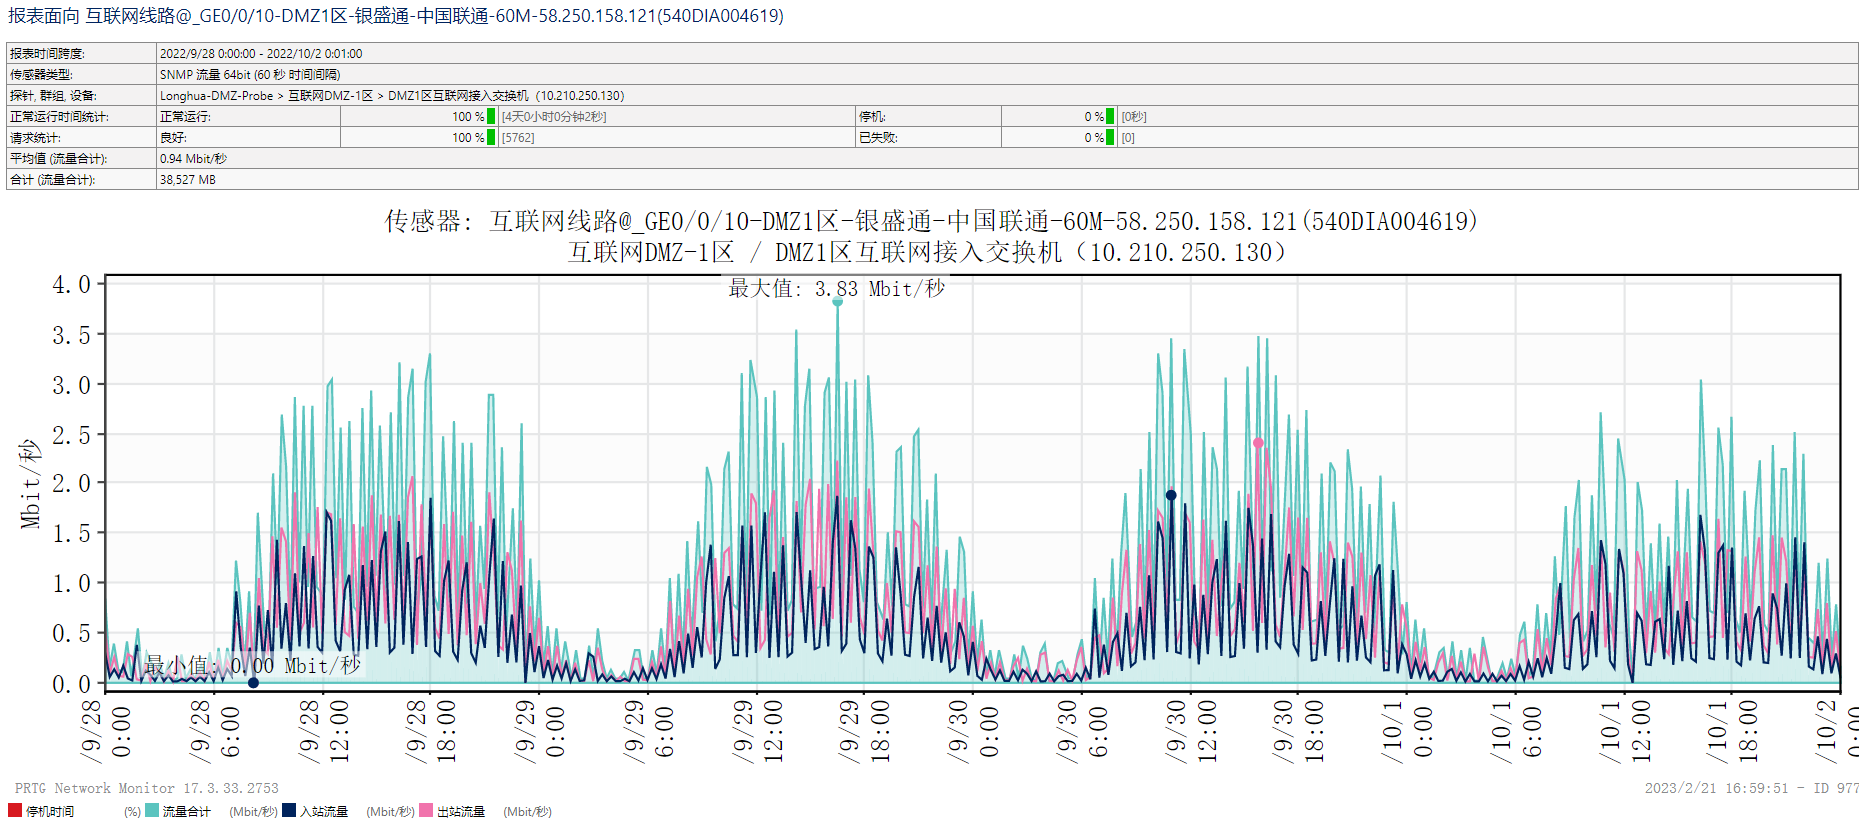 报表面向 互联网线路@_GE0/0/10-DMZ1区-银盛通-中国联通-60M-58.250.158.121(540DIA004619)
报表时间跨度: 2022/9/28 0:00:00 - 2022/10/2 0:01:00
传感器类型: SNMP 流量 64bit (60 秒 时间间隔)
探针, 群组, 设备: Longhua-DMZ-Probe > 互联网DMZ-1区 > DMZ1区互联网接入交换机（10.210.250.130）
正常运行时间统计: 正常运行: 100 % [4天0小时0分钟2秒] 停机: 0 % [0秒]
请求统计: 良好: 100 % [5762] 已失败: 0 % [0]
平均值 (流量合计): 0.94 Mbit/秒
合计 (流量合计): 38,527 MB
传感器: 互联网线路@_GE0/0/10-DMZ1区-银盛通-中国联通-60M-58.250.158.121(540DIA004619)
互联网DMZ-1区 / DMZ1区互联网接入交换机（10.210.250.130）
最大值: 3.83 Mbit/秒
最小值: 0.00 Mbit/秒
Mbit/秒
4.0
3.5
3.0
2.5
2.0
1.5
1.0
0.5
0.0
/9/28 0:00
/9/28 6:00
/9/28 12:00
/9/28 18:00
/9/29 0:00
/9/29 6:00
/9/29 12:00
/9/29 18:00
/9/30 0:00
/9/30 6:00
/9/30 12:00
/9/30 18:00
/10/1 0:00
/10/1 6:00
/10/1 12:00
/10/1 18:00
/10/2 0:00
PRTG Network Monitor 17.3.33.2753
2023/2/21 16:59:51 - ID 977
停机时间 (%) 流量合计 (Mbit/秒) 入站流量 (Mbit/秒) 出站流量 (Mbit/秒)